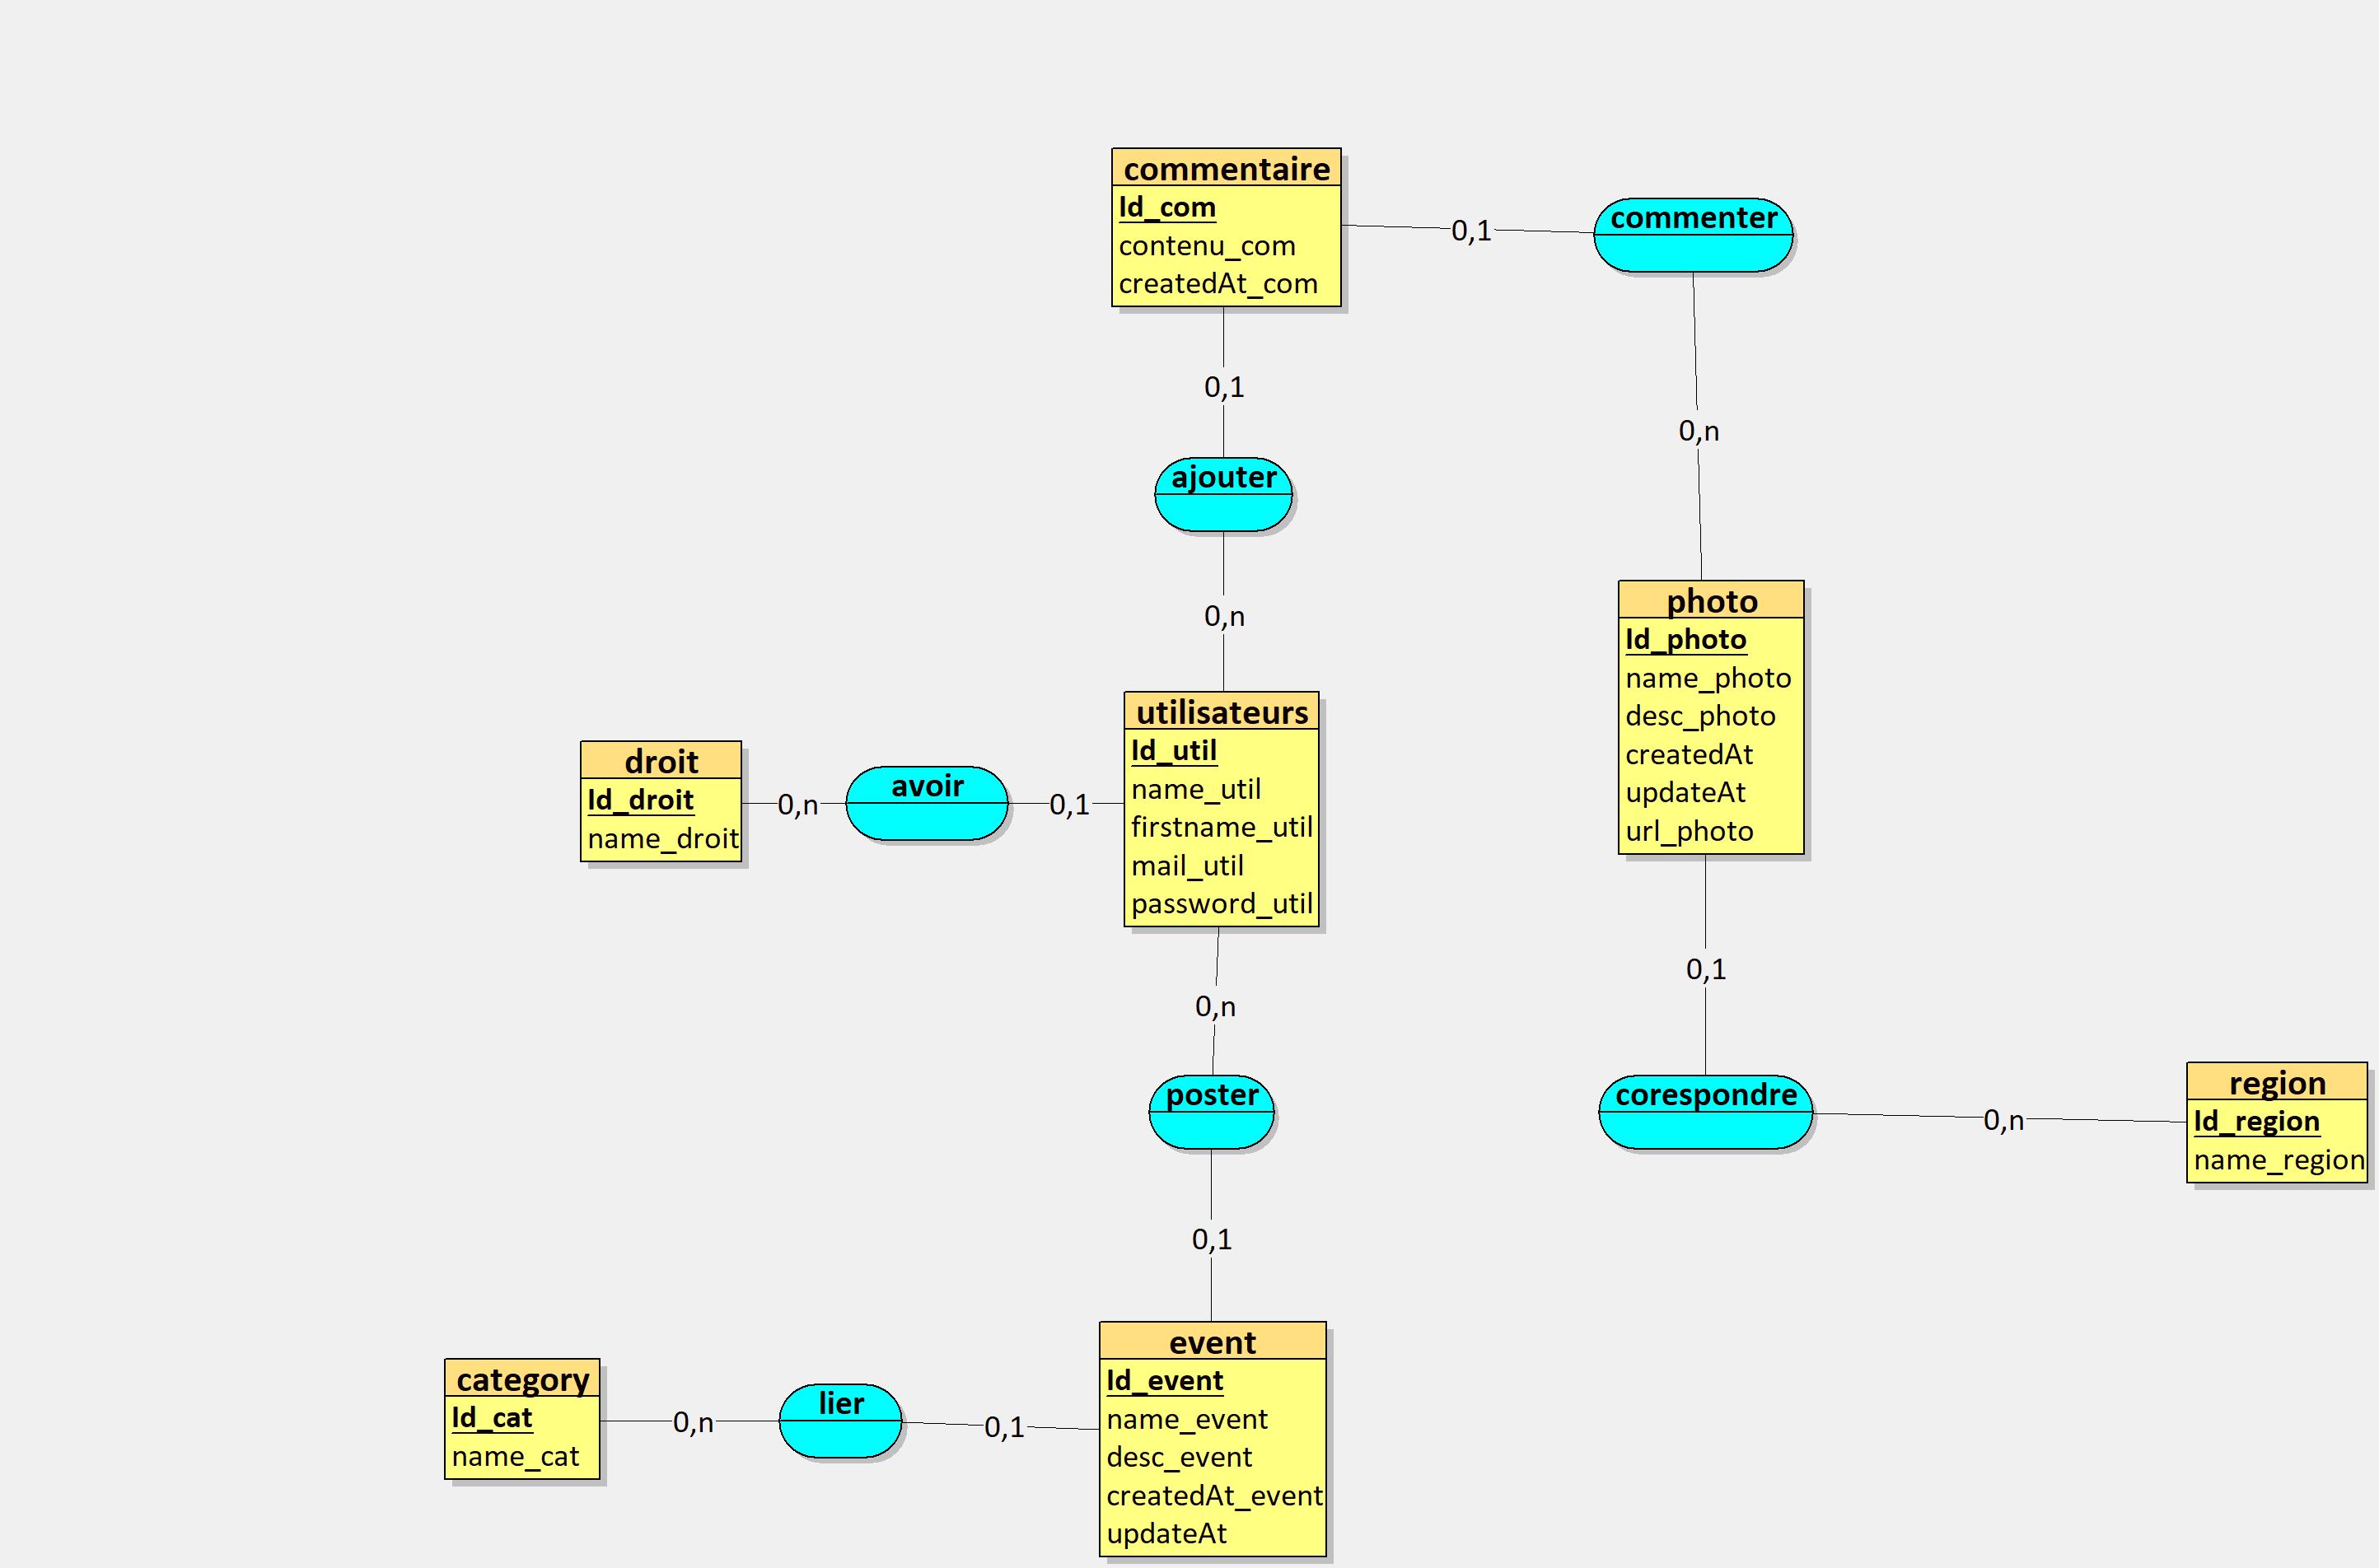 commentaire
Id_com
contenu_com
createdAt_com
0,1
commenter
0,1
ajouter
0,n
0,n
photo
Id_photo
name_photo
desc_photo
createdAt
updateAt
url_photo
utilisateurs
Id_util
name_util
firstname_util
mail_util
password_util
droit
Id_droit
name_droit
0,n
avoir
0,1
0,n
0,1
poster
corespondre
0,n
region
Id_region
name_region
0,1
event
Id_event
name_event
desc_event
createdAt_event
updateAt
category
Id_cat
name_cat
0,n
lier
0,1